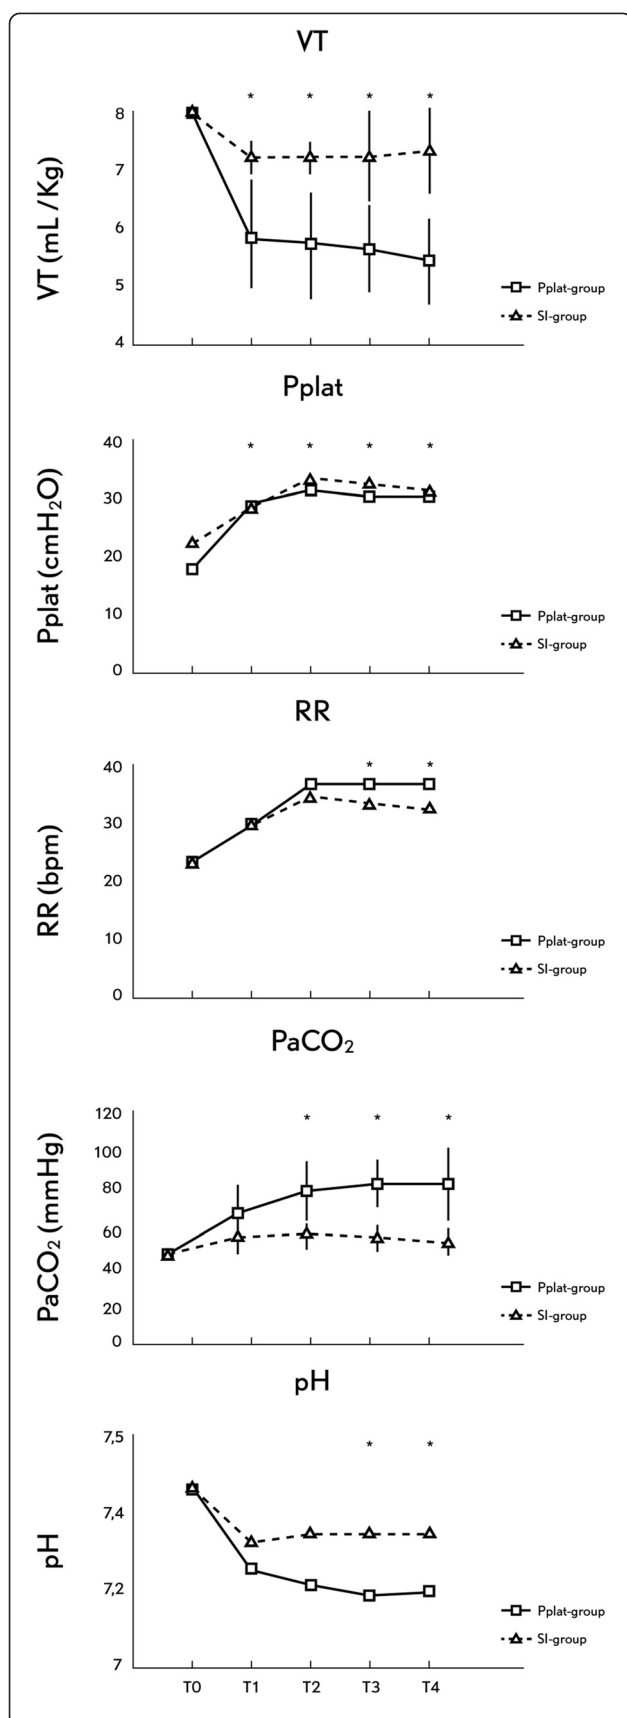 VT
* * * *
8
7
6
5
4
VT (mL /Kg)
Pplat-group
SI-group
Pplat
* * * *
40
30
20
10
0
Pplat (cmH₂O)
Pplat-group
SI-group
RR
* *
40
30
20
10
0
RR (bpm)
Pplat-group
SI-group
PaCO₂
* * *
120
100
80
60
40
20
0
PaCO₂ (mmHg)
Pplat-group
SI-group
pH
* *
7,5
7,4
7,2
7
pH
Pplat-group
SI-group
T0 T1 T2 T3 T4